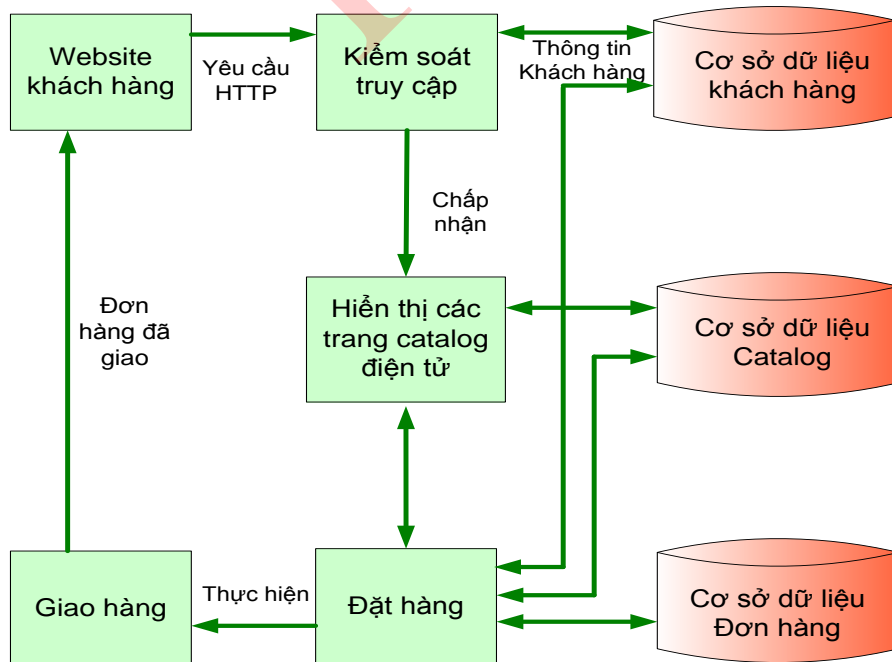 Website
khách hàng
Yêu cầu
HTTP
Kiểm soát
truy cập
Thông tin
Khách hàng
Cơ sở dữ liệu
khách hàng
Chấp
nhận
Đơn
hàng đã
giao
Hiển thị các
trang catalog
điện tử
Cơ sở dữ liệu
Catalog
Giao hàng
Thực hiện
Đặt hàng
Cơ sở dữ liệu
Đơn hàng